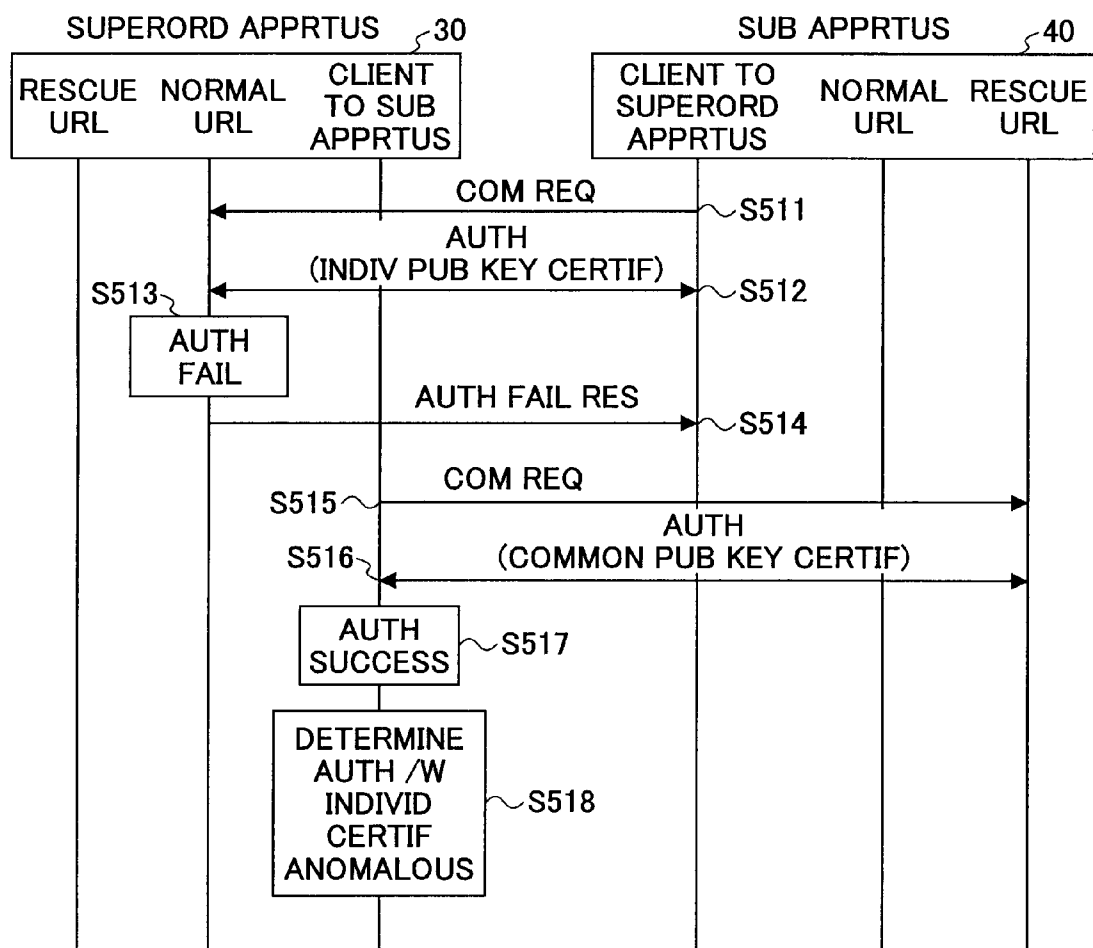 SUPERORD APPRTUS
30
SUB APPRTUS
40
RESCUE
URL
NORMAL
URL
CLIENT
TO SUB
APPRTUS
CLIENT TO
SUPERORD
APPRTUS
NORMAL
URL
RESCUE
URL
COM REQ
S511
AUTH
(INDIV PUB KEY CERTIF)
S512
S513
AUTH
FAIL
AUTH FAIL RES
S514
COM REQ
S515
AUTH
(COMMON PUB KEY CERTIF)
S516
AUTH
SUCCESS
S517
DETERMINE
AUTH /W
INDIVID
CERTIF
ANOMALOUS
S518